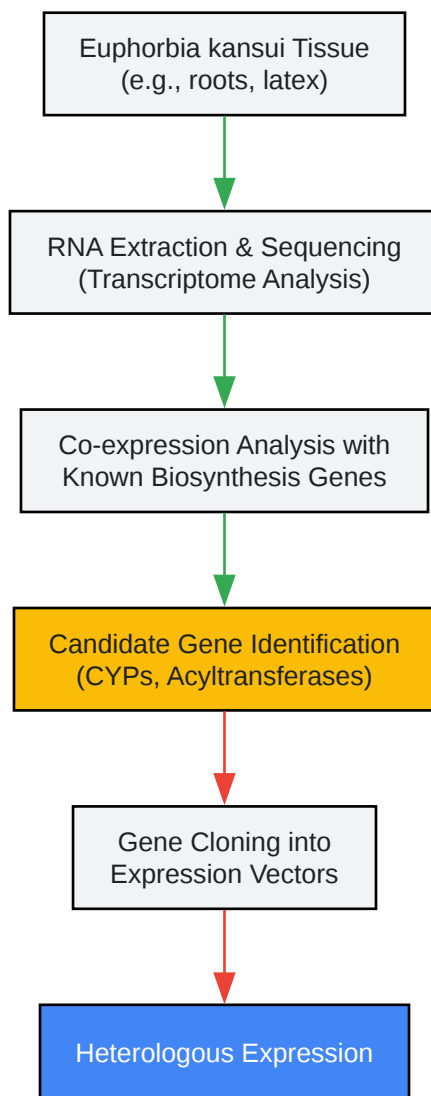 Euphorbia kansui Tissue
(e.g., roots, latex)
RNA Extraction & Sequencing
(Transcriptome Analysis)
Co-expression Analysis with
Known Biosynthesis Genes
Candidate Gene Identification
(CYPs, Acyltransferases)
Gene Cloning into
Expression Vectors
Heterologous Expression